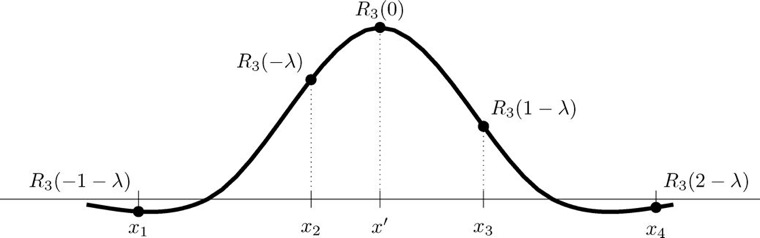 R₃(0)
R₃(−λ)
R₃(1 − λ)
R₃(−1 − λ)
R₃(2 − λ)
x₁ x₂ x′ x₃ x₄